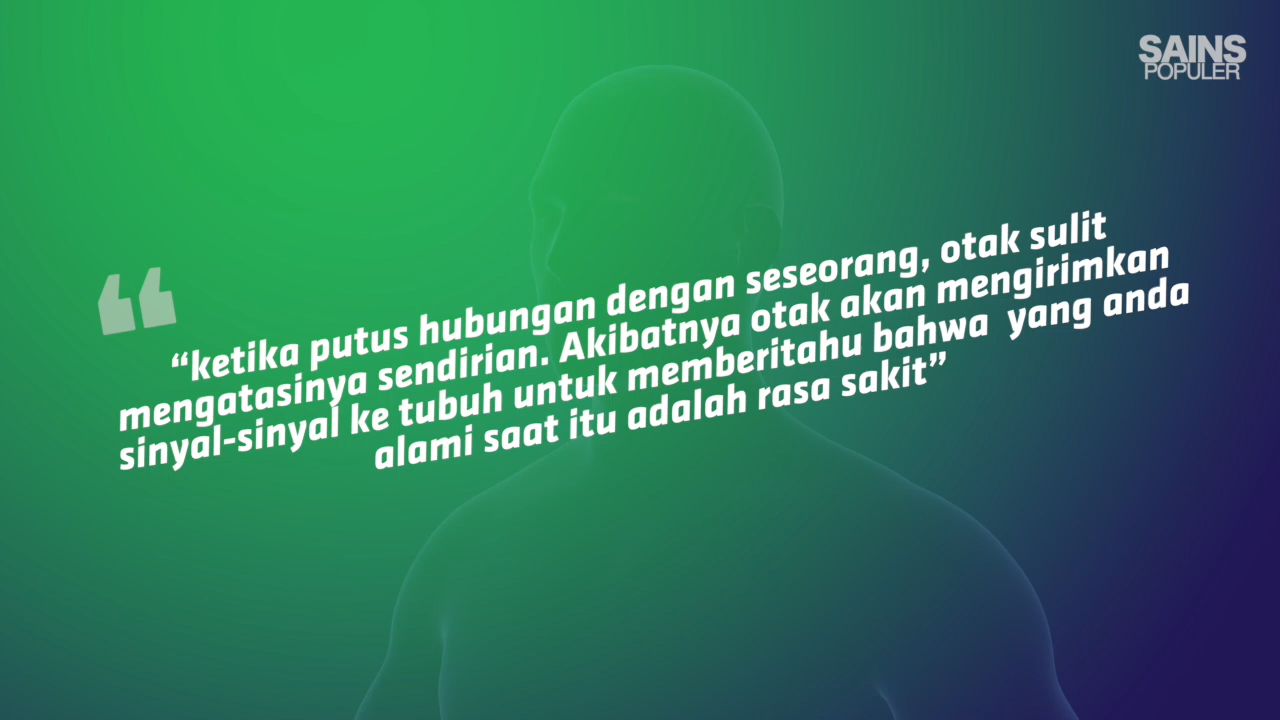 SAINS
POPULER
“ketika putus hubungan dengan seseorang, otak sulit
mengatasinya sendirian. Akibatnya otak akan mengirimkan
sinyal-sinyal ke tubuh untuk memberitahu bahwa  yang anda
alami saat itu adalah rasa sakit”